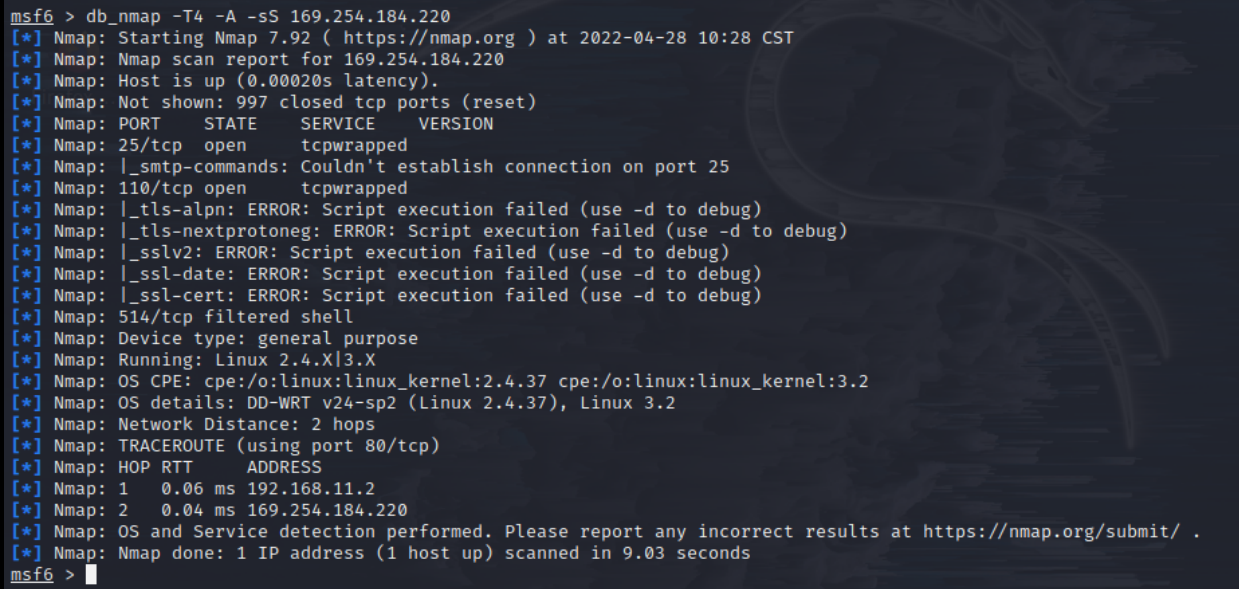 msf6 > db_nmap -T4 -A -sS 169.254.184.220
[*] Nmap: Starting Nmap 7.92 ( https://nmap.org ) at 2022-04-28 10:28 CST
[*] Nmap: Nmap scan report for 169.254.184.220
[*] Nmap: Host is up (0.00020s latency).
[*] Nmap: Not shown: 997 closed tcp ports (reset)
[*] Nmap: PORT    STATE    SERVICE    VERSION
[*] Nmap: 25/tcp  open     tcpwrapped
[*] Nmap: |_smtp-commands: Couldn't establish connection on port 25
[*] Nmap: 110/tcp open     tcpwrapped
[*] Nmap: |_tls-alpn: ERROR: Script execution failed (use -d to debug)
[*] Nmap: |_tls-nextprotoneg: ERROR: Script execution failed (use -d to debug)
[*] Nmap: |_sslv2: ERROR: Script execution failed (use -d to debug)
[*] Nmap: |_ssl-date: ERROR: Script execution failed (use -d to debug)
[*] Nmap: |_ssl-cert: ERROR: Script execution failed (use -d to debug)
[*] Nmap: 514/tcp filtered shell
[*] Nmap: Device type: general purpose
[*] Nmap: Running: Linux 2.4.X|3.X
[*] Nmap: OS CPE: cpe:/o:linux:linux_kernel:2.4.37 cpe:/o:linux:linux_kernel:3.2
[*] Nmap: OS details: DD-WRT v24-sp2 (Linux 2.4.37), Linux 3.2
[*] Nmap: Network Distance: 2 hops
[*] Nmap: TRACEROUTE (using port 80/tcp)
[*] Nmap: HOP RTT     ADDRESS
[*] Nmap: 1   0.06 ms 192.168.11.2
[*] Nmap: 2   0.04 ms 169.254.184.220
[*] Nmap: OS and Service detection performed. Please report any incorrect results at https://nmap.org/submit/ .
[*] Nmap: Nmap done: 1 IP address (1 host up) scanned in 9.03 seconds
msf6 >